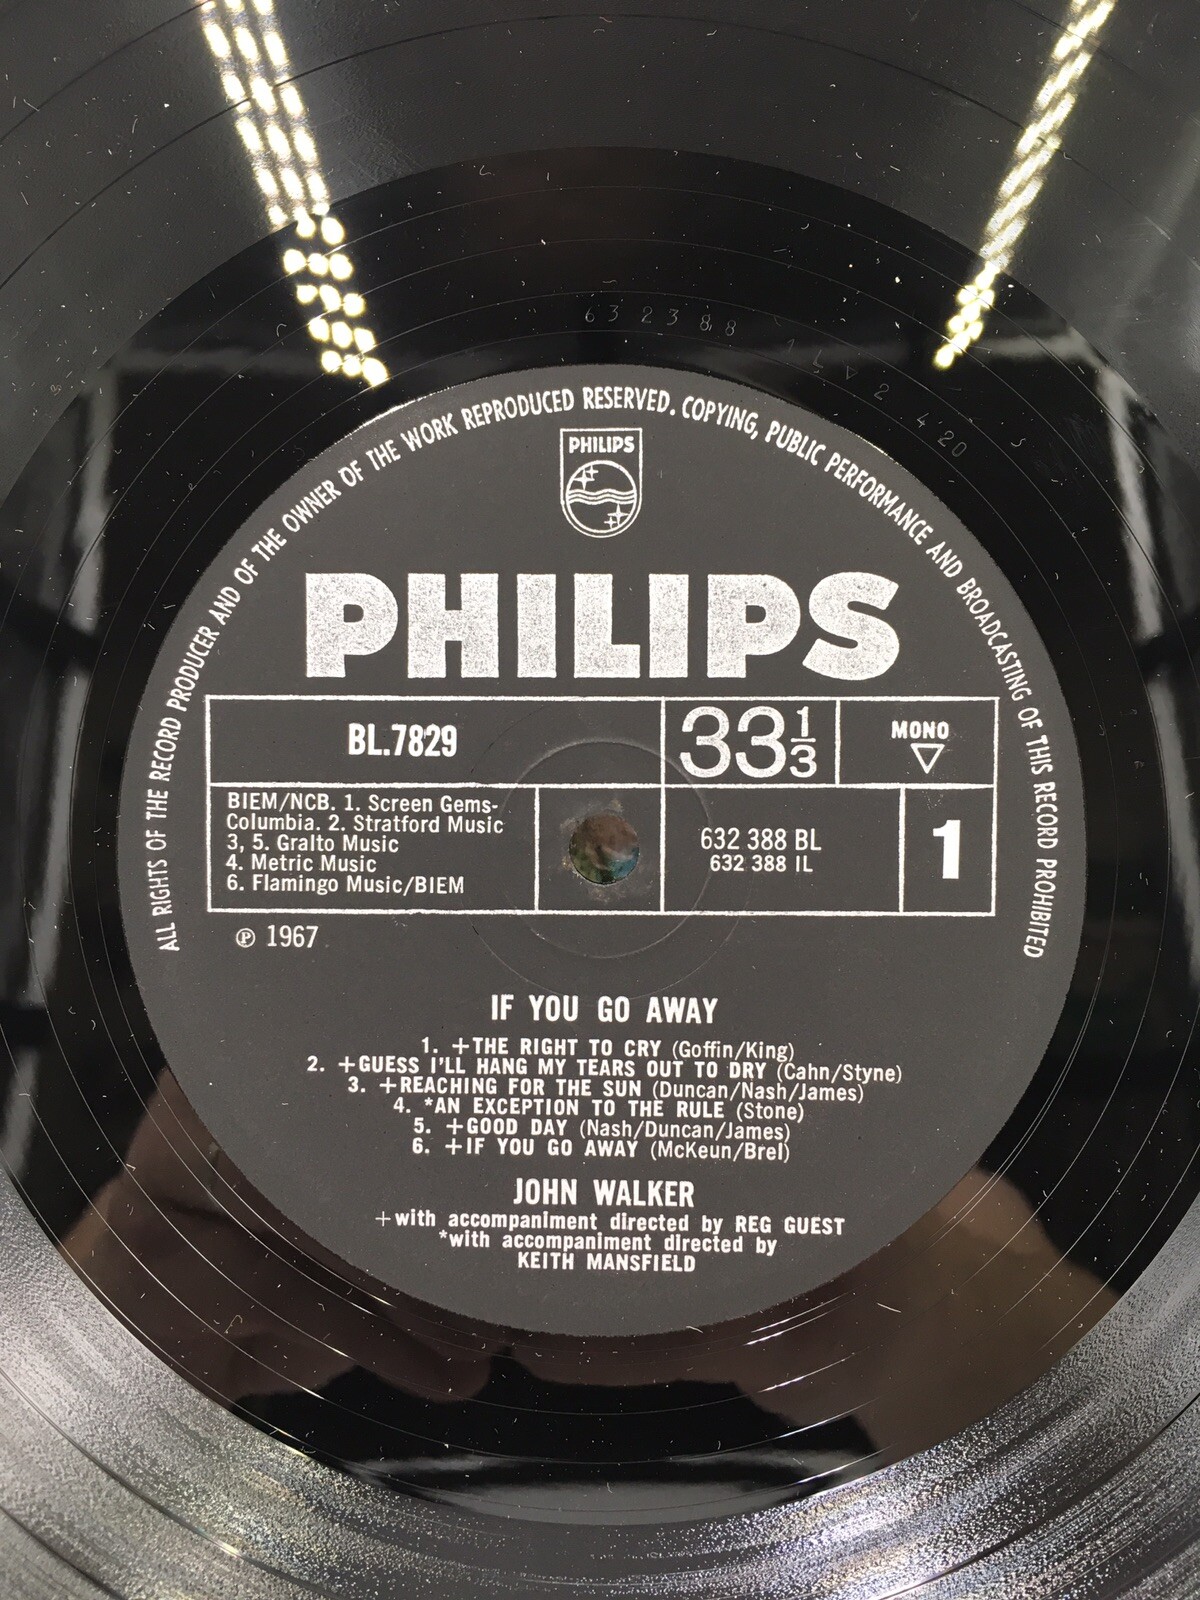 632388 1 L ▽ 2 420
ALL RIGHTS OF THE RECORD PRODUCER AND OF THE OWNER OF THE WORK REPRODUCED RESERVED. COPYING, PUBLIC PERFORMANCE AND BROADCASTING OF THIS RECORD PROHIBITED
PHILIPS
PHILIPS
BL.7829
33 1/3
MONO
▽
BIEM/NCB. 1. Screen Gems-
Columbia. 2. Stratford Music
3, 5. Gralto Music
4. Metric Music
6. Flamingo Music/BIEM
632 388 BL
632 388 IL
1
℗ 1967
IF YOU GO AWAY
1. +THE RIGHT TO CRY (Goffin/King)
2. +GUESS I'LL HANG MY TEARS OUT TO DRY (Cahn/Styne)
3. +REACHING FOR THE SUN (Duncan/Nash/James)
4. *AN EXCEPTION TO THE RULE (Stone)
5. +GOOD DAY (Nash/Duncan/James)
6. +IF YOU GO AWAY (McKeun/Brel)
JOHN WALKER
+with accompaniment directed by REG GUEST
*with accompaniment directed by
KEITH MANSFIELD